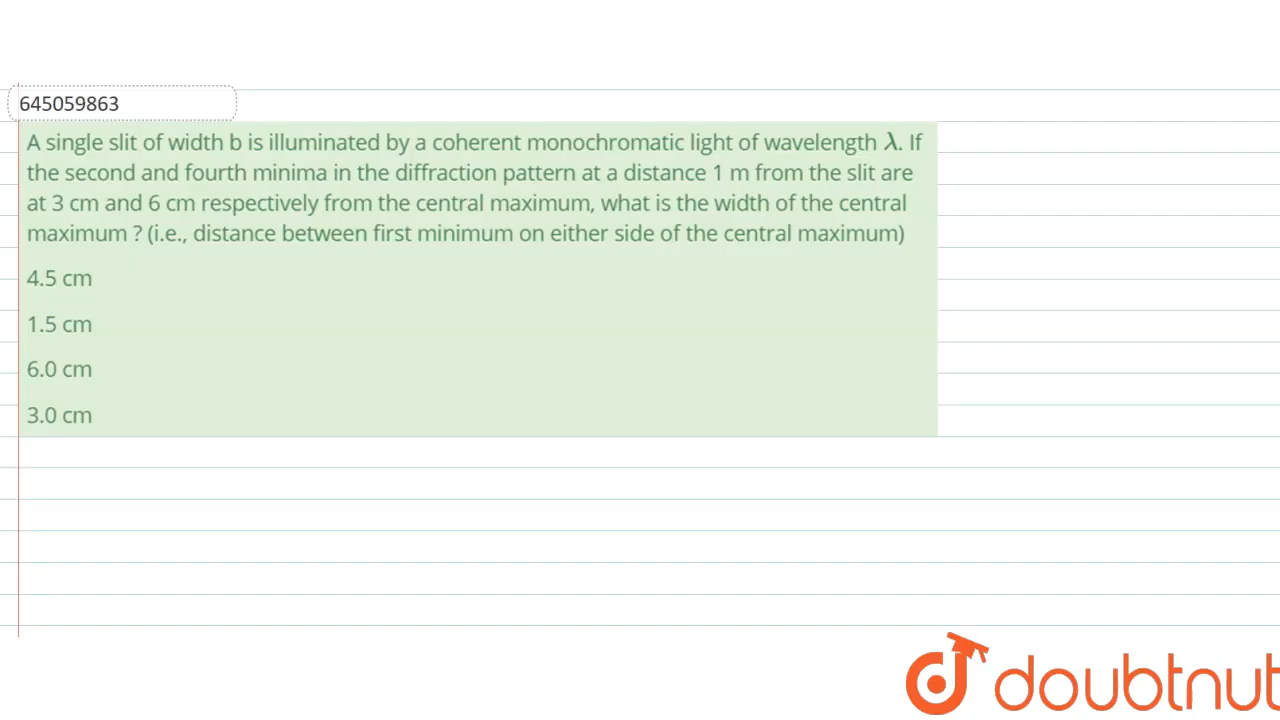 645059863
A single slit of width b is illuminated by a coherent monochromatic light of wavelength λ. If
the second and fourth minima in the diffraction pattern at a distance 1 m from the slit are
at 3 cm and 6 cm respectively from the central maximum, what is the width of the central
maximum ? (i.e., distance between first minimum on either side of the central maximum)
4.5 cm
1.5 cm
6.0 cm
3.0 cm
doubtnut